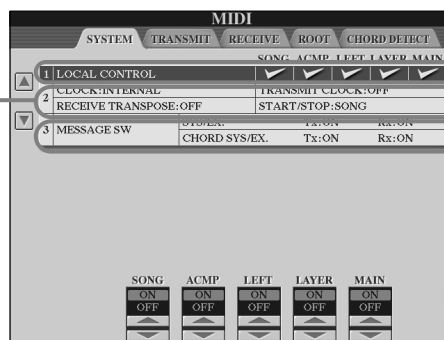 MIDI
SYSTEM TRANSMIT RECEIVE ROOT CHORD DETECT
SONG ACMP LEFT LAYER MAIN
1 LOCAL CONTROL
2 CLOCK:INTERNAL TRANSMIT CLOCK:OFF
RECEIVE TRANSPOSE:OFF START/STOP:SONG
3 MESSAGE SW SYS/EX. Tx:ON Rx:ON
CHORD SYS/EX. Tx:ON Rx:ON
SONG ACMP LEFT LAYER MAIN
ON ON ON ON ON
OFF OFF OFF OFF OFF